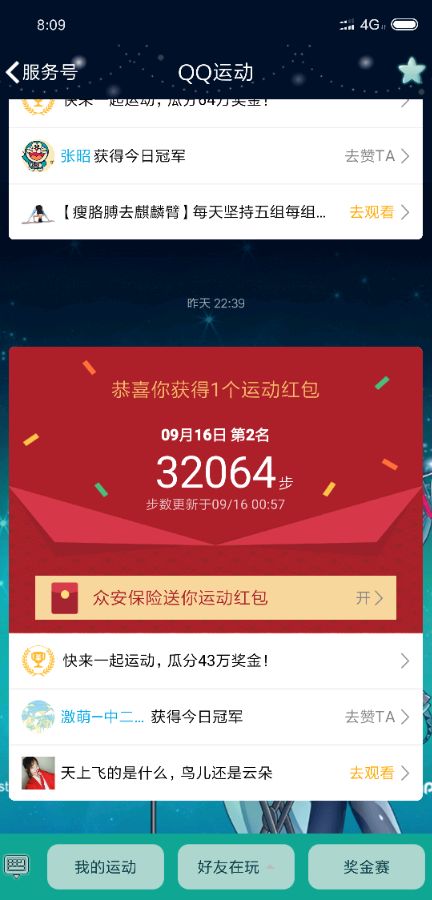 8:09
4G
服务号
QQ运动
快来一起运动，瓜分64万奖金！
张昭 获得今日冠军
去赞TA
【瘦胳膊去麒麟臂】每天坚持五组每组...
去观看
昨天 22:39
恭喜你获得1个运动红包
09月16日 第2名
32064步
步数更新于09/16 00:57
众安保险送你运动红包
开
快来一起运动，瓜分43万奖金！
激萌—中二... 获得今日冠军
去赞TA
天上飞的是什么，鸟儿还是云朵
去观看
我的运动
好友在玩
奖金赛